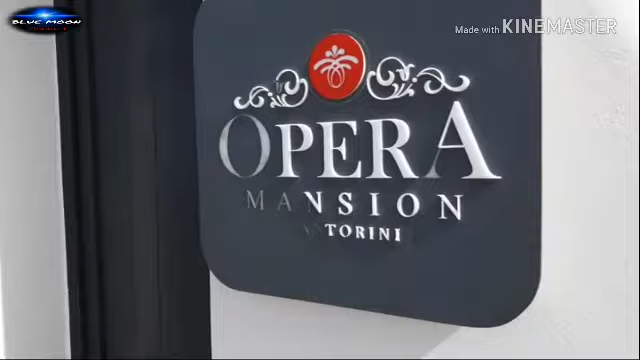 BLUE MOON
Made with KINEMASTER
OPERA
MANSION
TORINI